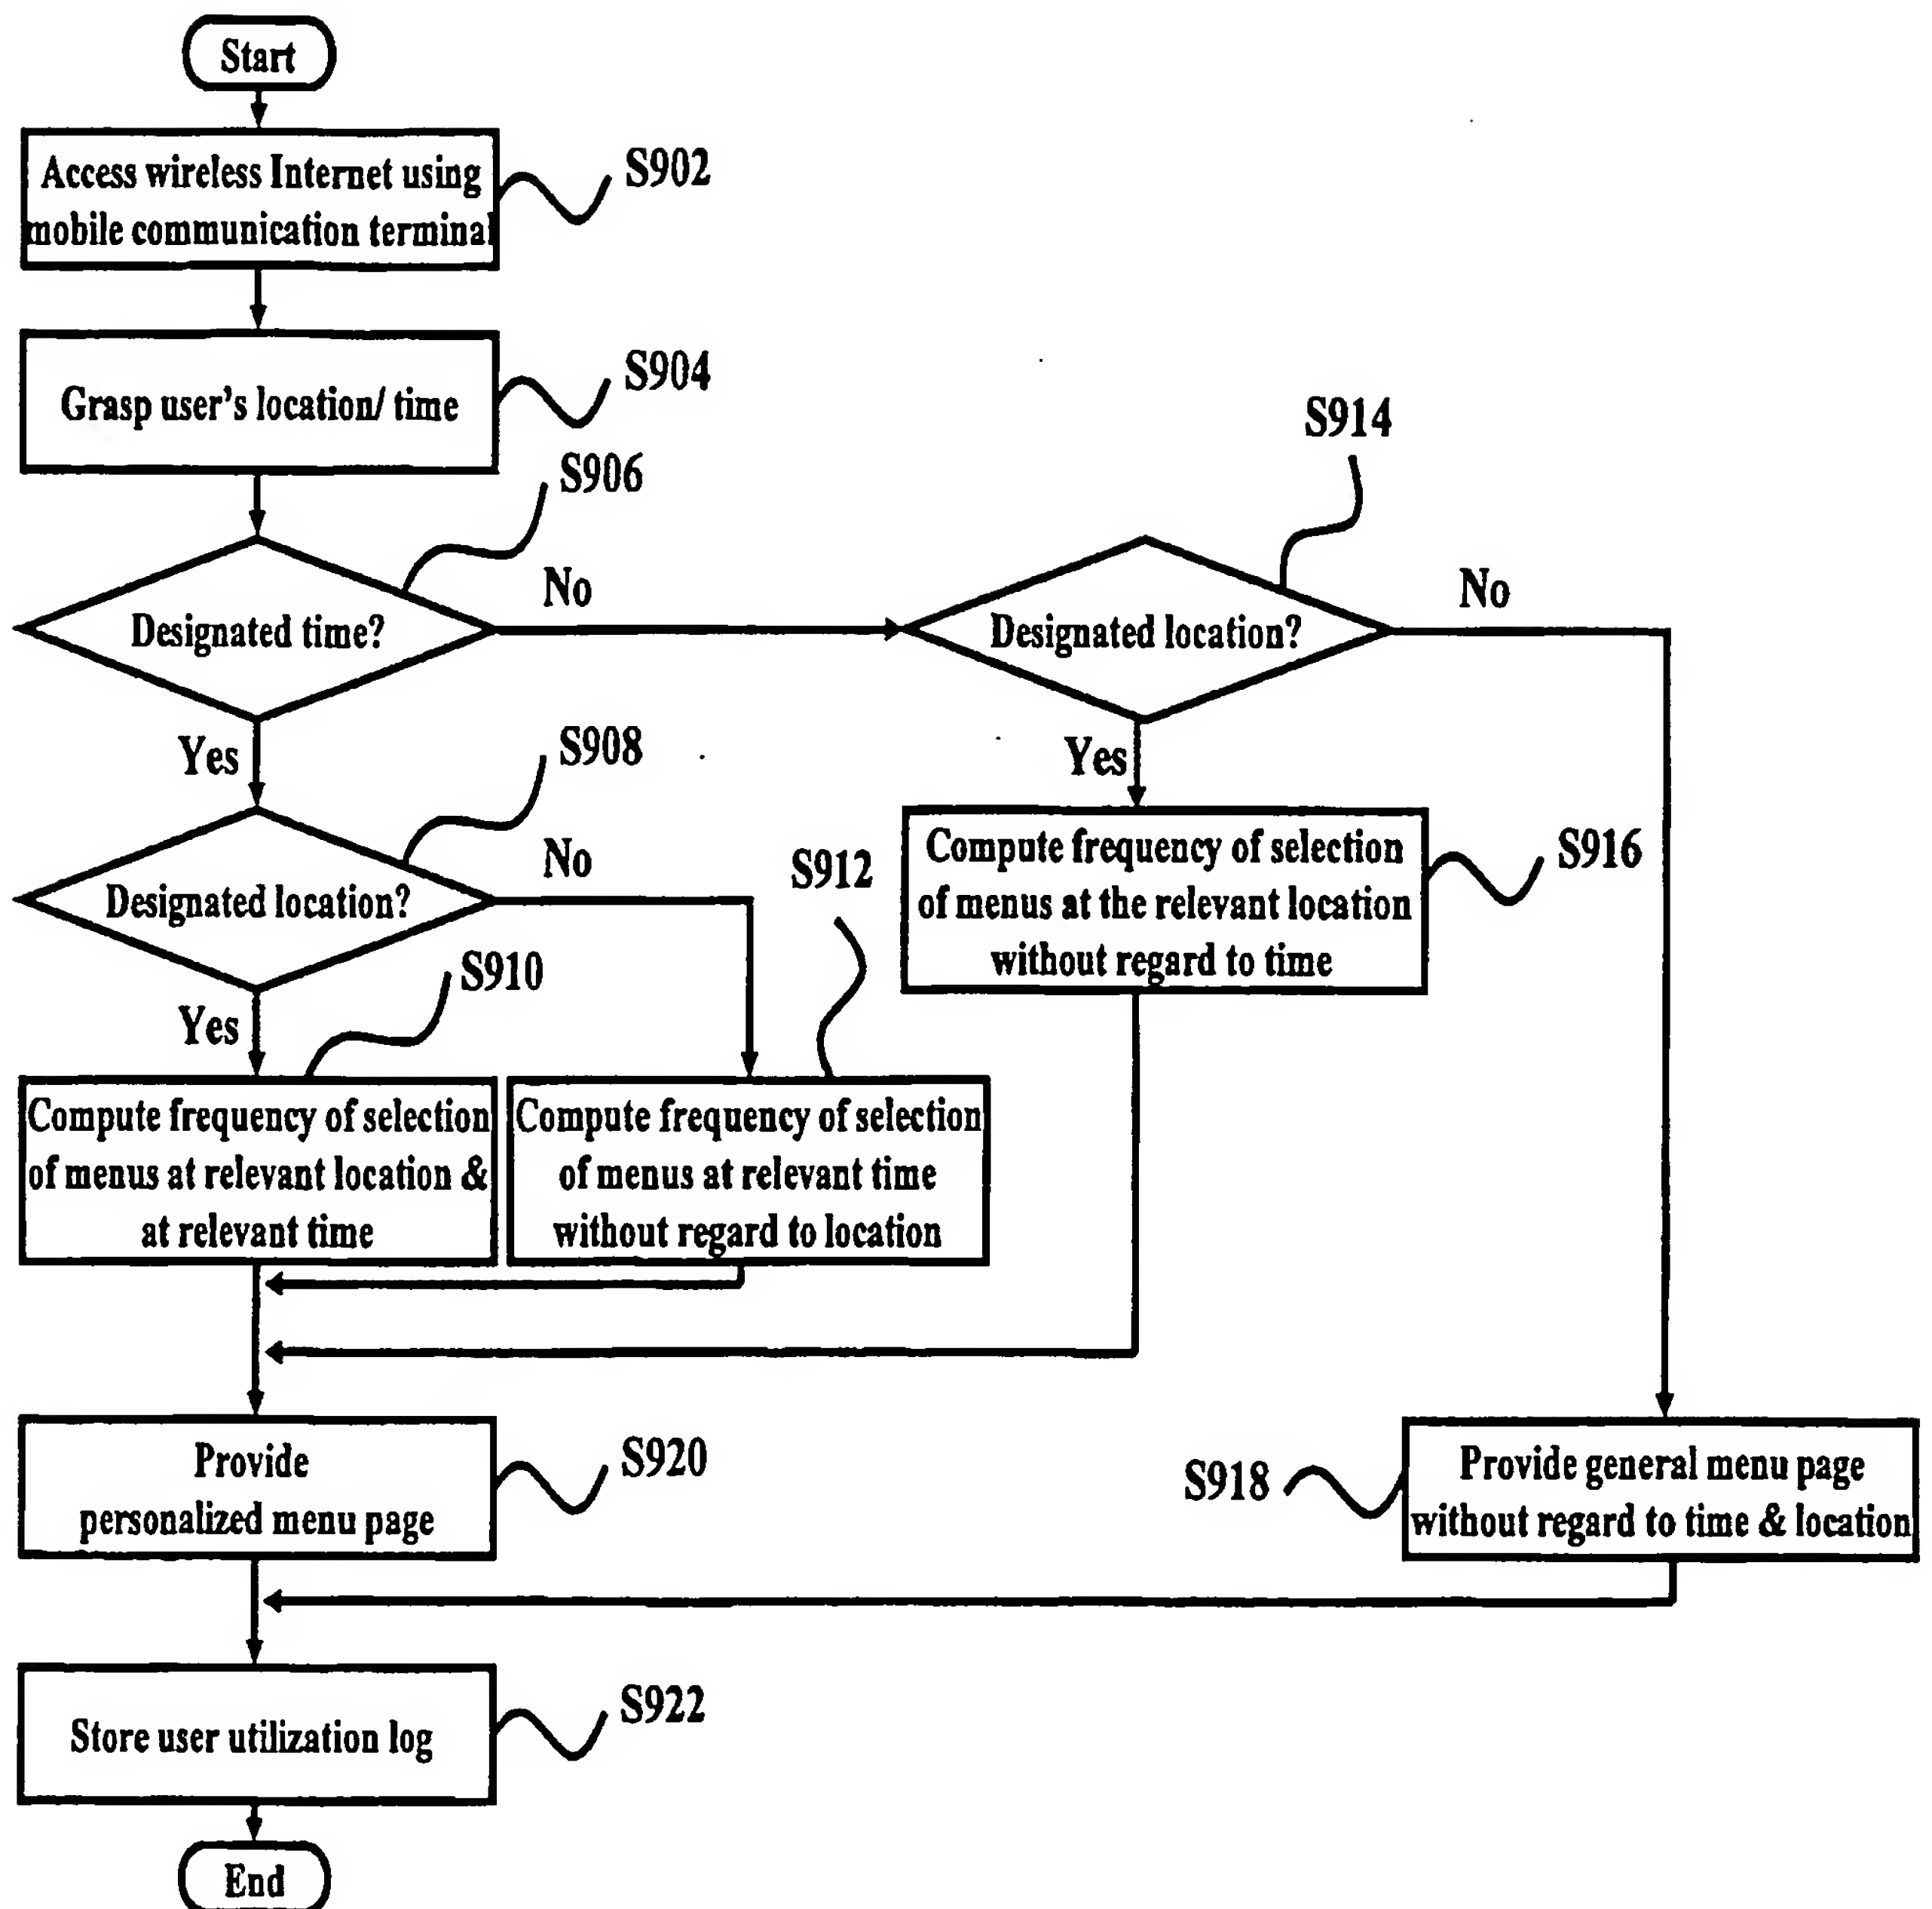 Start
Access wireless Internet using
mobile communication terminal
S902
Grasp user's location/ time
S904
S906
Designated time?
No
S914
Designated location?
No
Yes
Yes
S908
Designated location?
No
S912
Compute frequency of selection
of menus at the relevant location
without regard to time
S916
Yes
S910
Compute frequency of selection
of menus at relevant location &
at relevant time
Compute frequency of selection
of menus at relevant time
without regard to location
Provide
personalized menu page
S920
S918
Provide general menu page
without regard to time & location
Store user utilization log
S922
End